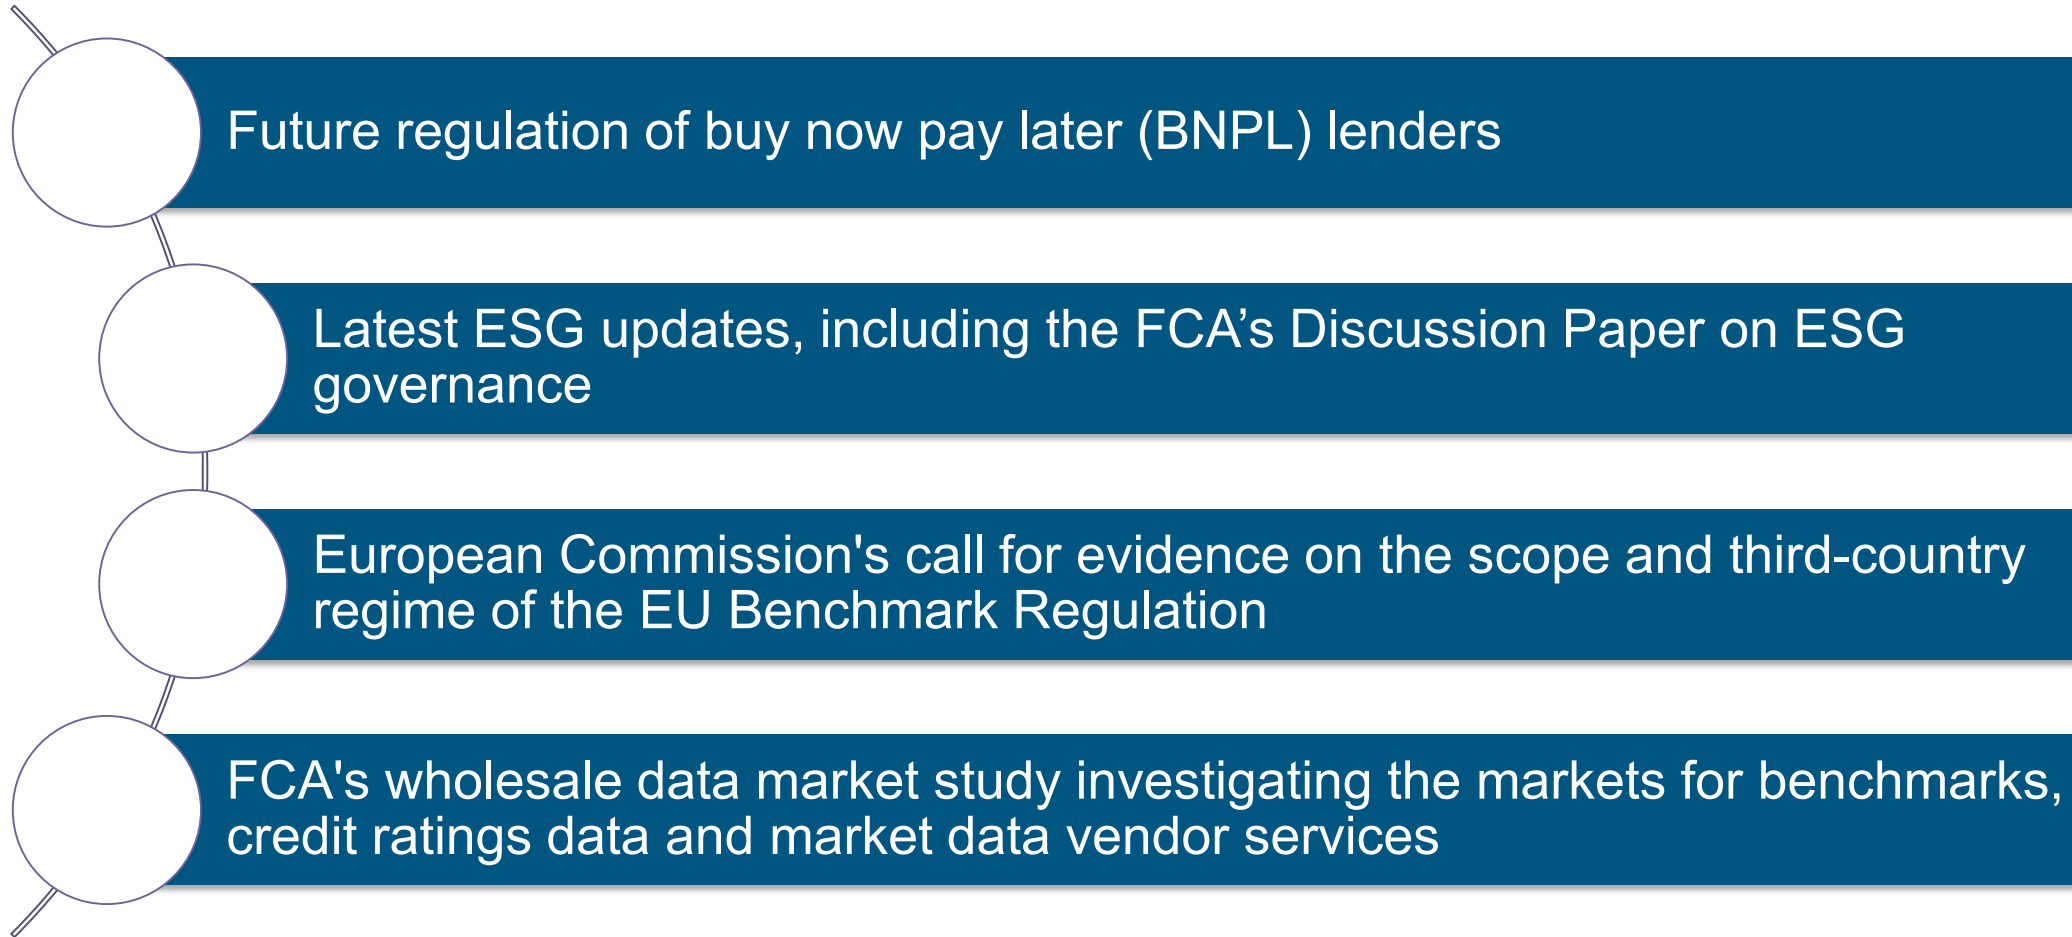 Future regulation of buy now pay later (BNPL) lenders
Latest ESG updates, including the FCA’s Discussion Paper on ESG
governance
European Commission's call for evidence on the scope and third-country
regime of the EU Benchmark Regulation
FCA's wholesale data market study investigating the markets for benchmarks,
credit ratings data and market data vendor services